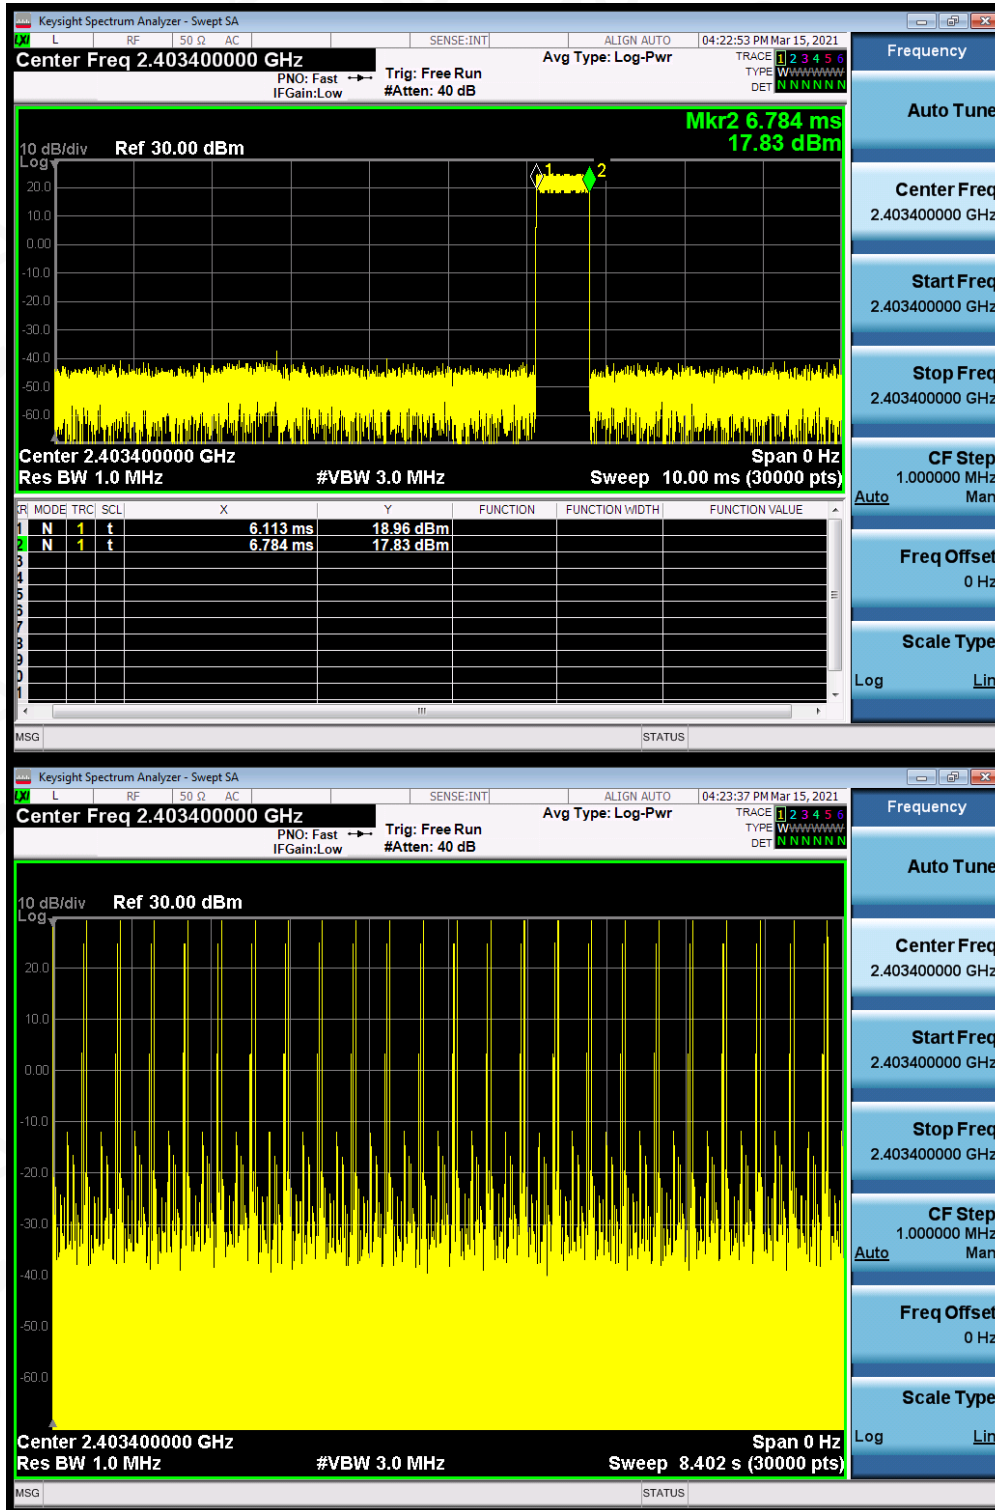 Keysight Spectrum Analyzer - Swept SA
LXI L RF 50 Ω AC SENSE:INT ALIGN AUTO 04:22:53 PM Mar 15, 2021
Center Freq 2.403400000 GHz
PNO: Fast
IFGain:Low
Trig: Free Run
#Atten: 40 dB
Avg Type: Log-Pwr
TRACE 1 2 3 4 5 6
TYPE W
DET N N N N N N
Mkr2 6.784 ms
17.83 dBm
10 dB/div Ref 30.00 dBm
Log
20.0
10.0
0.00
-10.0
-20.0
-30.0
-40.0
-50.0
-60.0
1
2
Center 2.403400000 GHz Span 0 Hz
Res BW 1.0 MHz #VBW 3.0 MHz Sweep 10.00 ms (30000 pts)
MODE TRC SCL X Y FUNCTION FUNCTION WIDTH FUNCTION VALUE
1 N 1 t 6.113 ms 18.96 dBm
2 N 1 t 6.784 ms 17.83 dBm
3
4
5
6
7
8
9
MSG STATUS
Frequency
Auto Tune
Center Freq
2.403400000 GHz
Start Freq
2.403400000 GHz
Stop Freq
2.403400000 GHz
CF Step
1.000000 MHz
Auto Man
Freq Offset
0 Hz
Scale Type
Log Lin
Keysight Spectrum Analyzer - Swept SA
LXI L RF 50 Ω AC SENSE:INT ALIGN AUTO 04:23:37 PM Mar 15, 2021
Center Freq 2.403400000 GHz
PNO: Fast
IFGain:Low
Trig: Free Run
#Atten: 40 dB
Avg Type: Log-Pwr
TRACE 1 2 3 4 5 6
TYPE W
DET N N N N N N
10 dB/div Ref 30.00 dBm
Log
20.0
10.0
0.00
-10.0
-20.0
-30.0
-40.0
-50.0
-60.0
Center 2.403400000 GHz Span 0 Hz
Res BW 1.0 MHz #VBW 3.0 MHz Sweep 8.402 s (30000 pts)
MSG STATUS
Frequency
Auto Tune
Center Freq
2.403400000 GHz
Start Freq
2.403400000 GHz
Stop Freq
2.403400000 GHz
CF Step
1.000000 MHz
Auto Man
Freq Offset
0 Hz
Scale Type
Log Lin